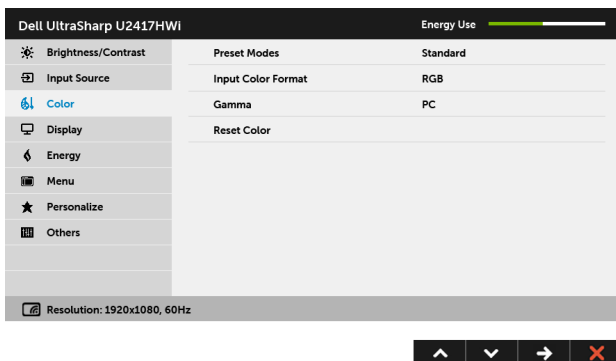 Dell UltraSharp U2417HWi
Energy Use
Brightness/Contrast
Preset Modes
Standard
Input Source
Input Color Format
RGB
Color
Gamma
PC
Display
Reset Color
Energy
Menu
Personalize
Others
Resolution: 1920x1080, 60Hz